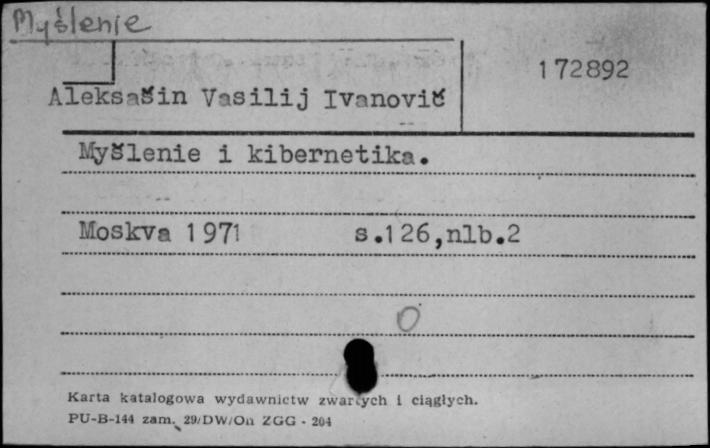 Myślenie
172892
Aleksašin Vasilij Ivanovič
Myšlenie i kibernetika.
Moskva 1971 s.126,nlb.2
0
Karta katalogowa wydawnictw zwartych i ciągłych.
PU-B-144 zam. 29/DW/On ZGG - 204